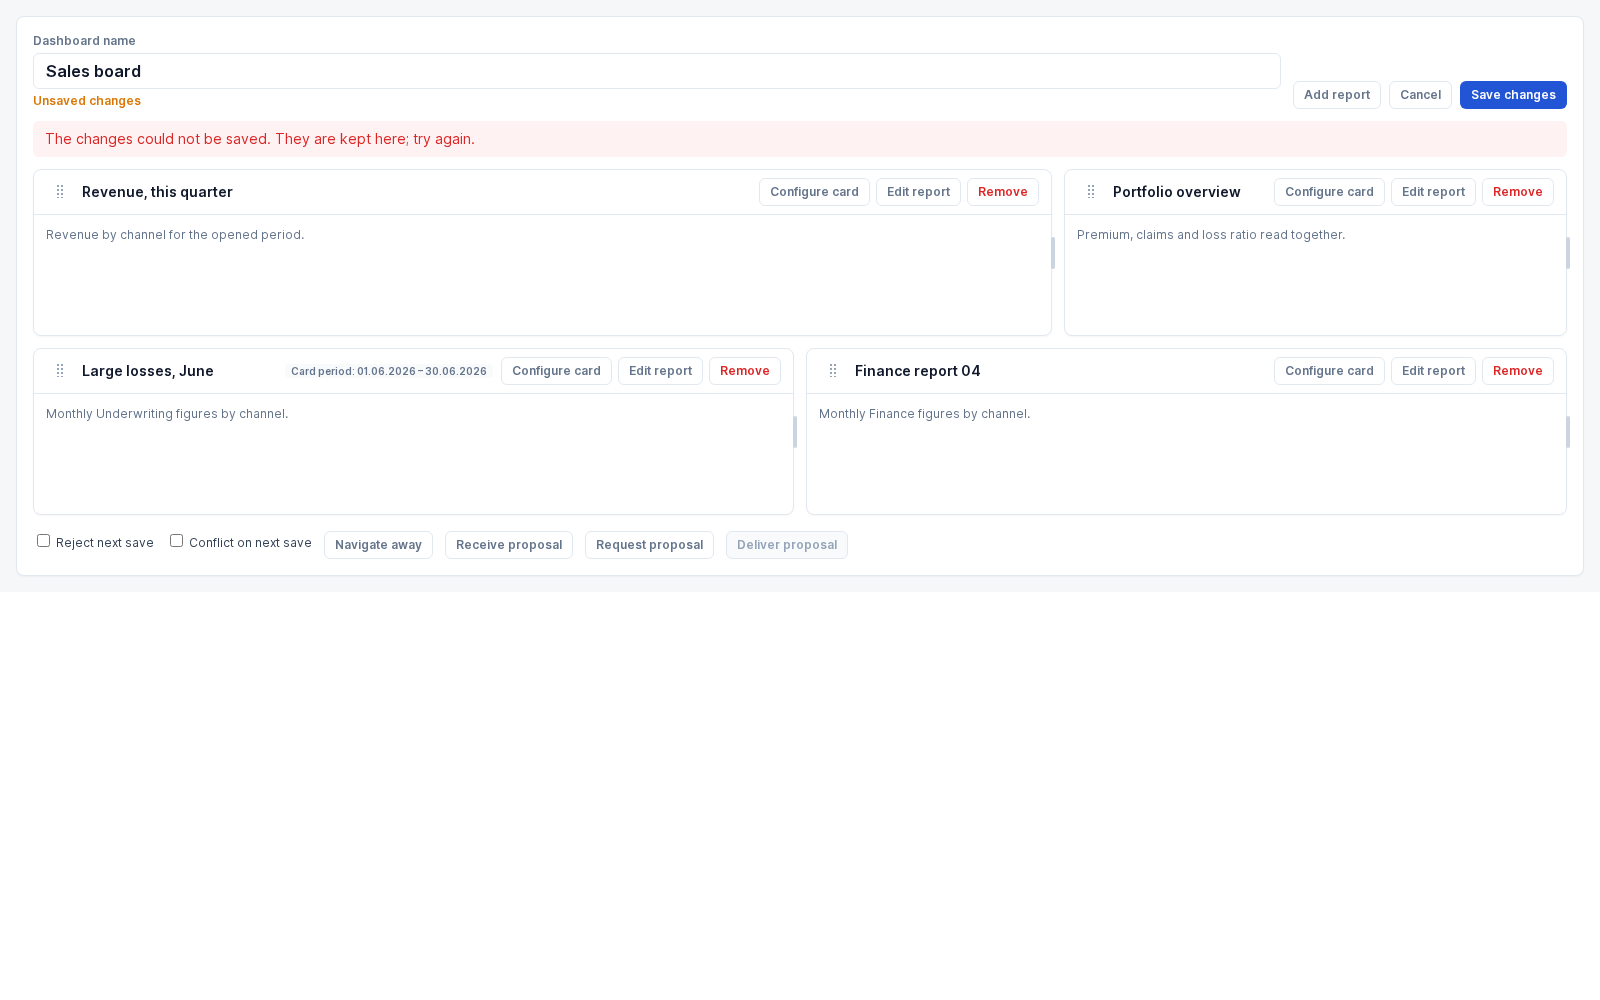 Dashboard name
Sales board
Unsaved changes
Add report
Cancel
Save changes
The changes could not be saved. They are kept here; try again.
Revenue, this quarter
Configure card
Edit report
Remove
Portfolio overview
Configure card
Edit report
Remove
Revenue by channel for the opened period.
Premium, claims and loss ratio read together.
Large losses, June
Card period: 01.06.2026 – 30.06.2026
Configure card
Edit report
Remove
Finance report 04
Configure card
Edit report
Remove
Monthly Underwriting figures by channel.
Monthly Finance figures by channel.
Reject next save
Conflict on next save
Navigate away
Receive proposal
Request proposal
Deliver proposal